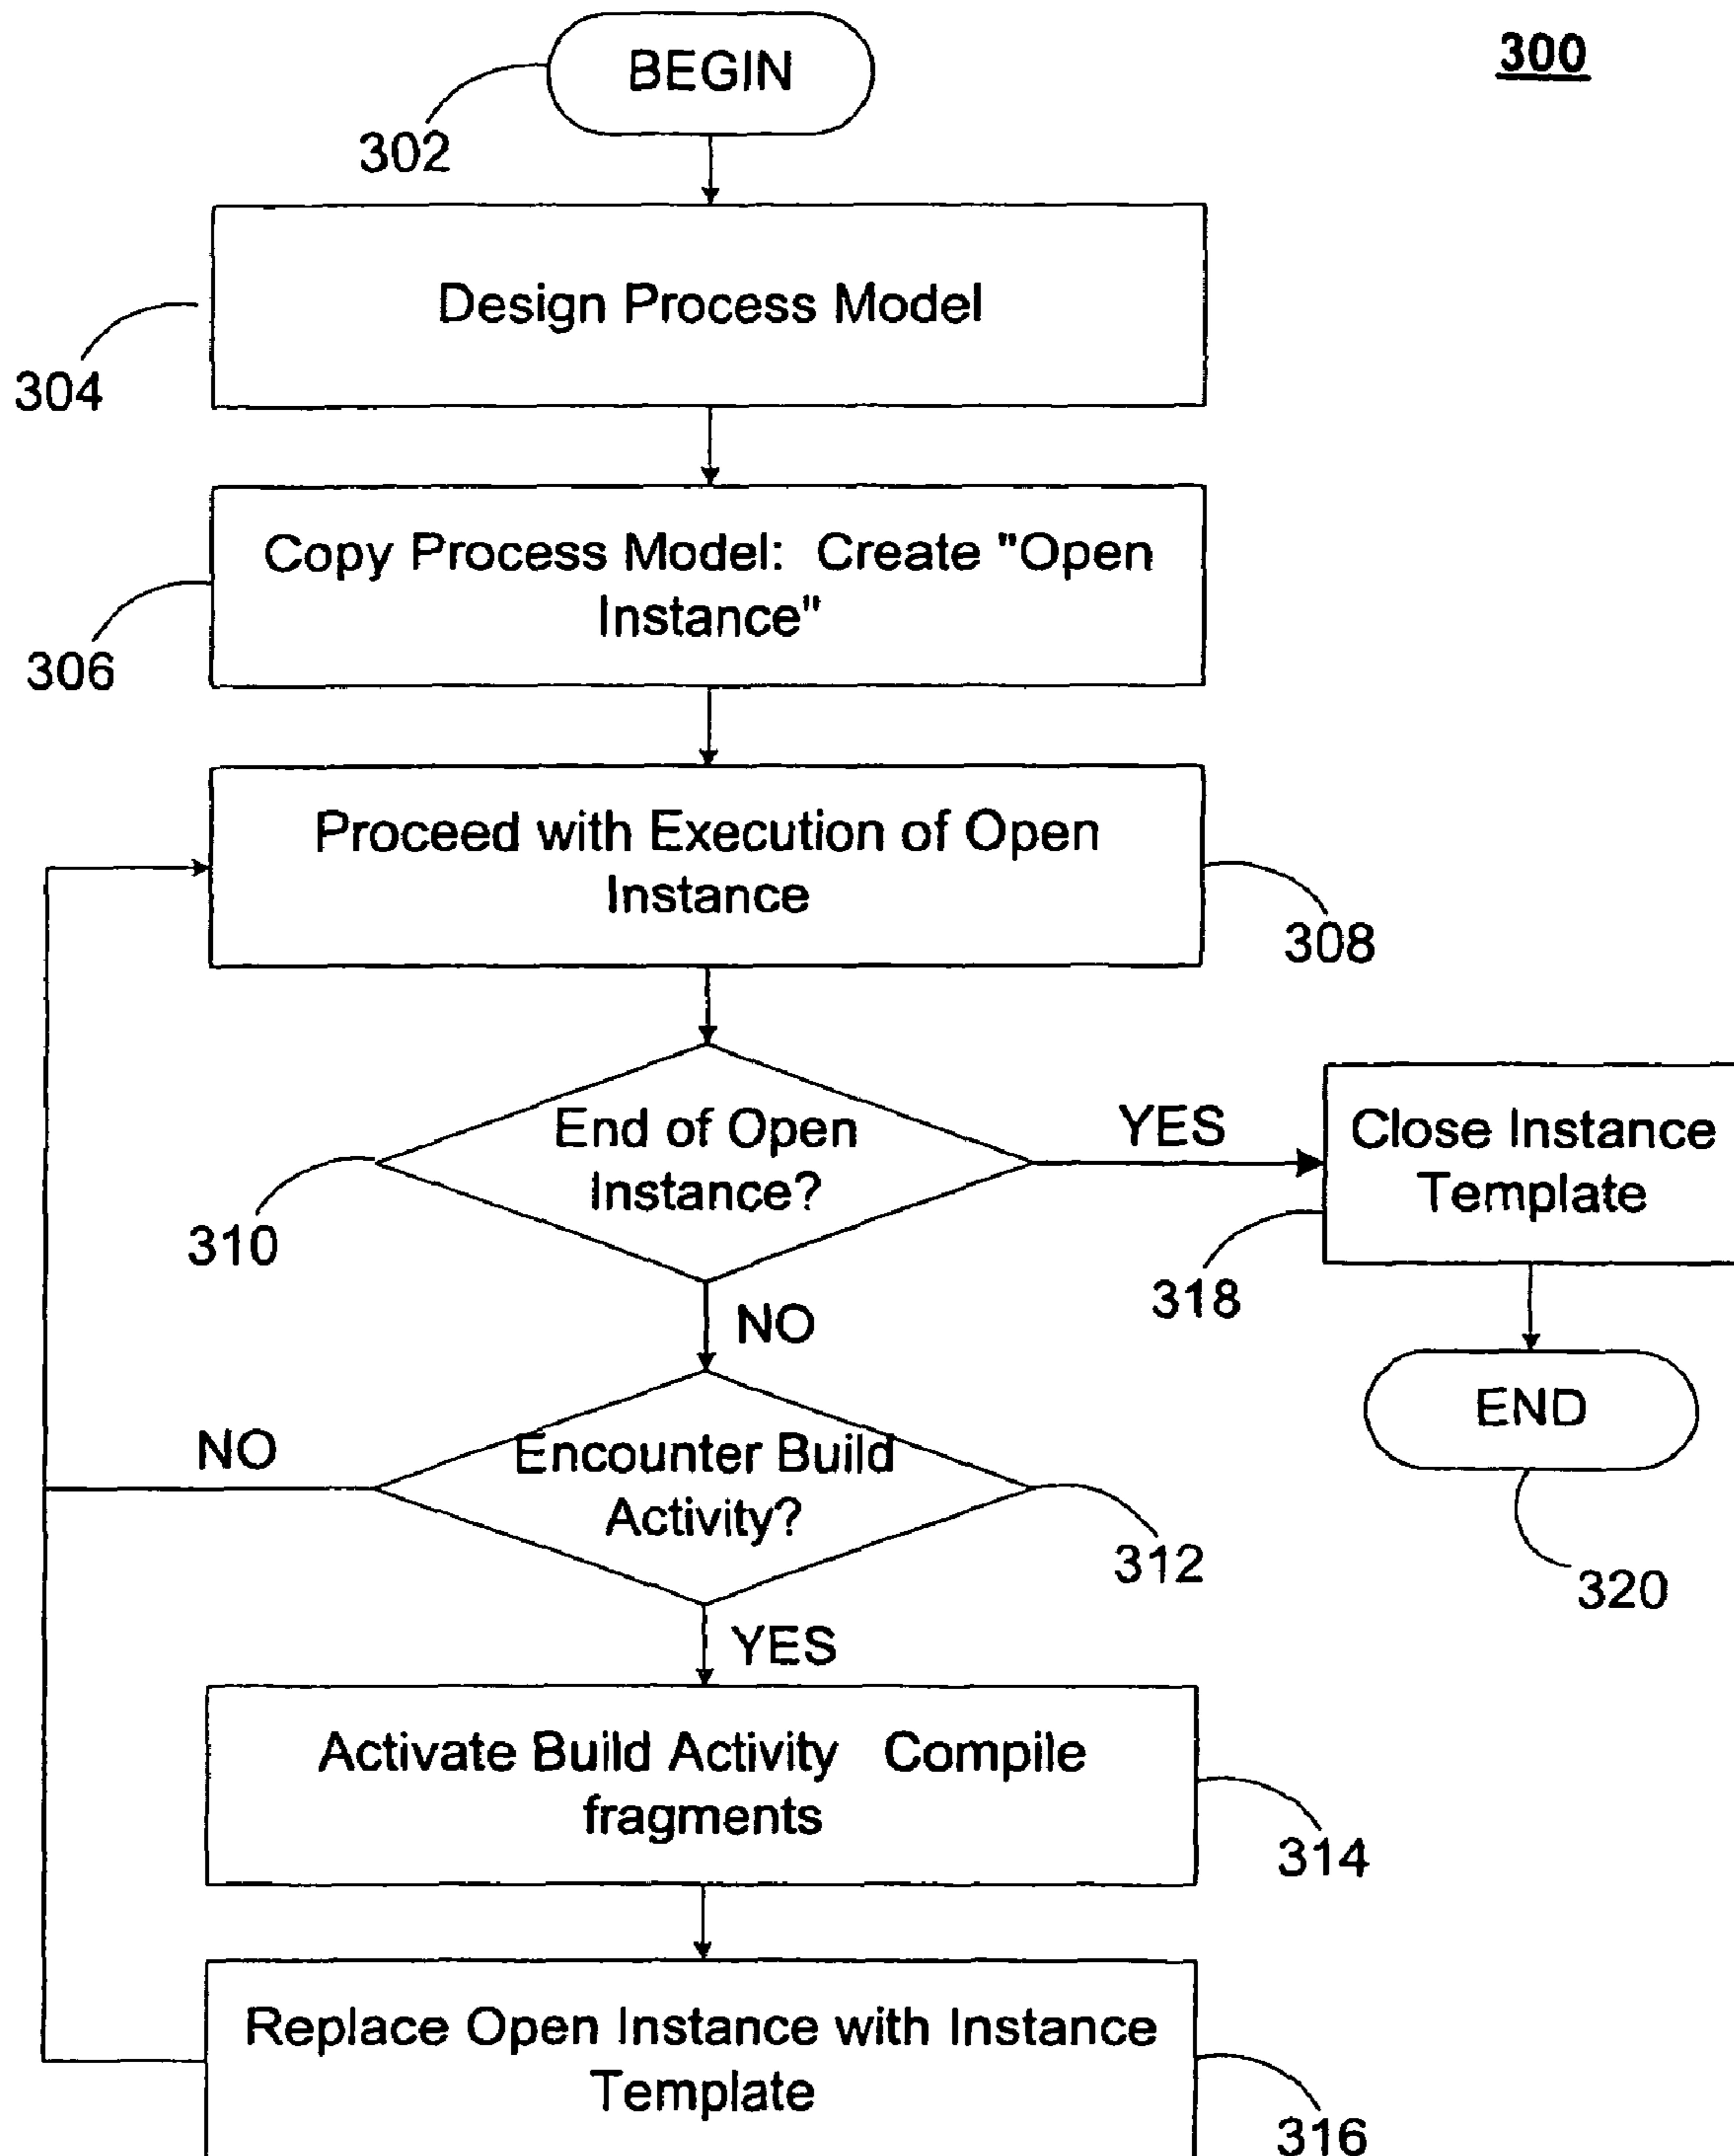 300
BEGIN
302
Design Process Model
304
Copy Process Model: Create "Open
Instance"
306
Proceed with Execution of Open
Instance
308
End of Open
Instance?
310
YES
Close Instance
Template
318
NO
END
320
Encounter Build
Activity?
NO
312
YES
Activate Build Activity Compile
fragments
314
Replace Open Instance with Instance
Template
316